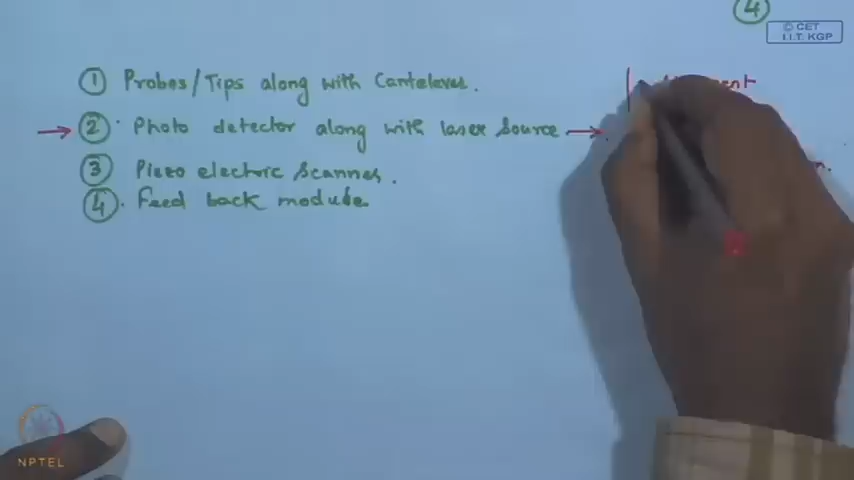 4
© CET
I.I.T. KGP
1 Probes/Tips along with Cantelever.
→ 2. Photo detector along with laser Source →
3 Piezo electric Scanner.
4. Feed back module
NPTEL